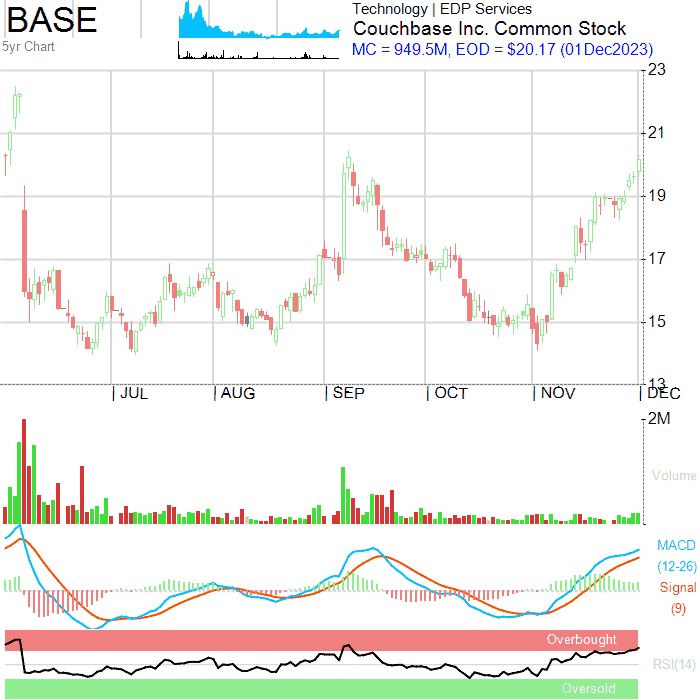 BASE
5yr Chart
Technology | EDP Services
Couchbase Inc. Common Stock
MC = 949.5M, EOD = $20.17 (01Dec2023)
23
21
19
17
15
13
JUL AUG SEP OCT NOV DEC
2M
Volume
MACD
(12-26)
Signal
(9)
Overbought
RSI(14)
Oversold